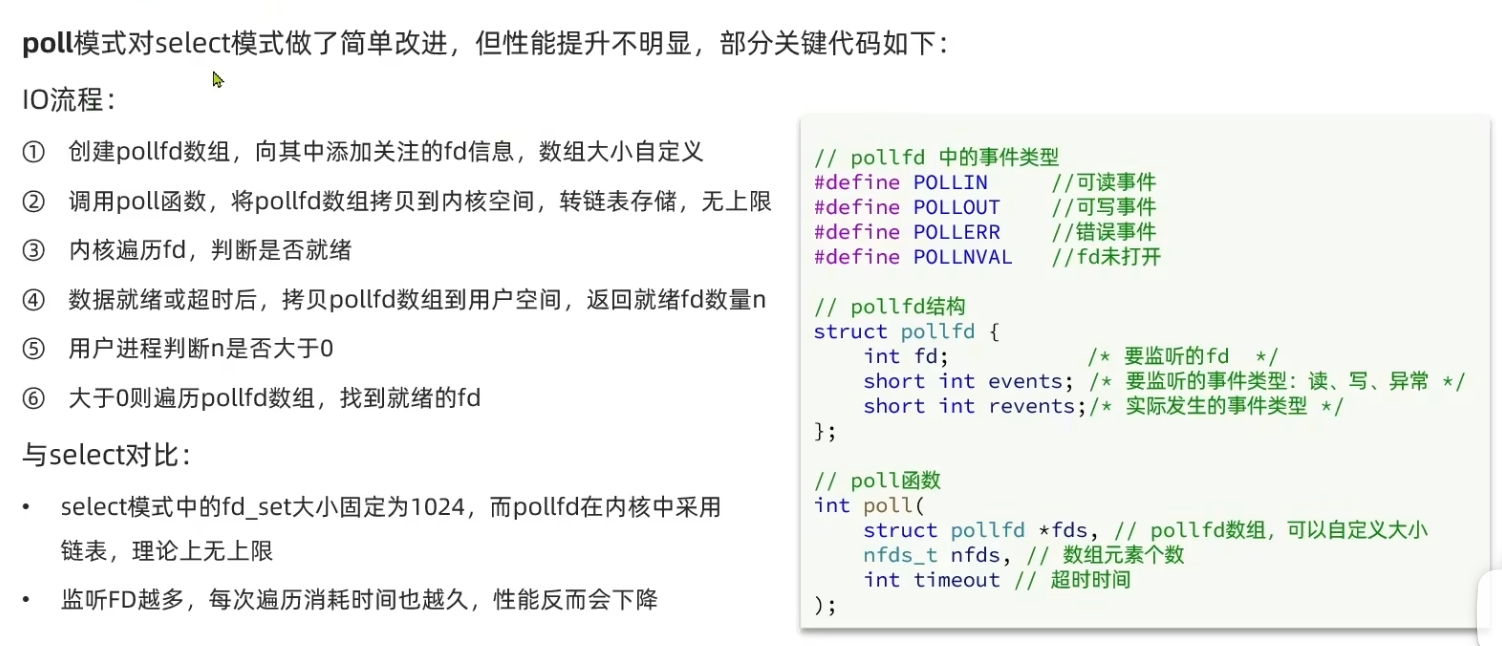 poll模式对select模式做了简单改进，但性能提升不明显，部分关键代码如下：
IO流程：
① 创建pollfd数组，向其中添加关注的fd信息，数组大小自定义
② 调用poll函数，将pollfd数组拷贝到内核空间，转链表存储，无上限
③ 内核遍历fd，判断是否就绪
④ 数据就绪或超时后，拷贝pollfd数组到用户空间，返回就绪fd数量n
⑤ 用户进程判断n是否大于0
⑥ 大于0则遍历pollfd数组，找到就绪的fd
与select对比：
• select模式中的fd_set大小固定为1024，而pollfd在内核中采用
链表，理论上无上限
• 监听FD越多，每次遍历消耗时间也越久，性能反而会下降
// pollfd 中的事件类型
#define POLLIN //可读事件
#define POLLOUT //可写事件
#define POLLERR //错误事件
#define POLLNVAL //fd未打开
// pollfd结构
struct pollfd {
int fd; /* 要监听的fd */
short int events; /* 要监听的事件类型：读、写、异常 */
short int revents;/* 实际发生的事件类型 */
};
// poll函数
int poll(
struct pollfd *fds, // pollfd数组，可以自定义大小
nfds_t nfds, // 数组元素个数
int timeout // 超时时间
);